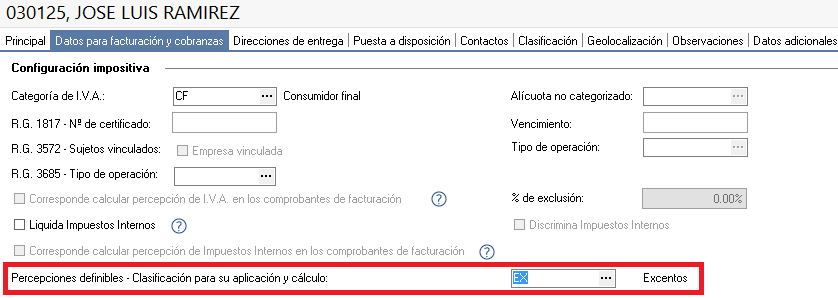 030125, JOSE LUIS RAMIREZ
Principal Datos para facturación y cobranzas Direcciones de entrega Puesta a disposición Contactos Clasificación Geolocalización Observaciones Datos adicionales
Configuración impositiva
Categoría de I.V.A.: CF ... Consumidor final Alícuota no categorizado: ...
R.G. 1817 - Nº de certificado: Vencimiento:
R.G. 3572 - Sujetos vinculados: Empresa vinculada Tipo de operación: ...
R.G. 3685 - Tipo de operación: ...
Corresponde calcular percepción de I.V.A. en los comprobantes de facturación ? % de exclusión: 0.00%
Liquida Impuestos Internos ? Discrimina Impuestos Internos
Corresponde calcular percepción de Impuestos Internos en los comprobantes de facturación ?
Percepciones definibles - Clasificación para su aplicación y cálculo: EX ... Excentos